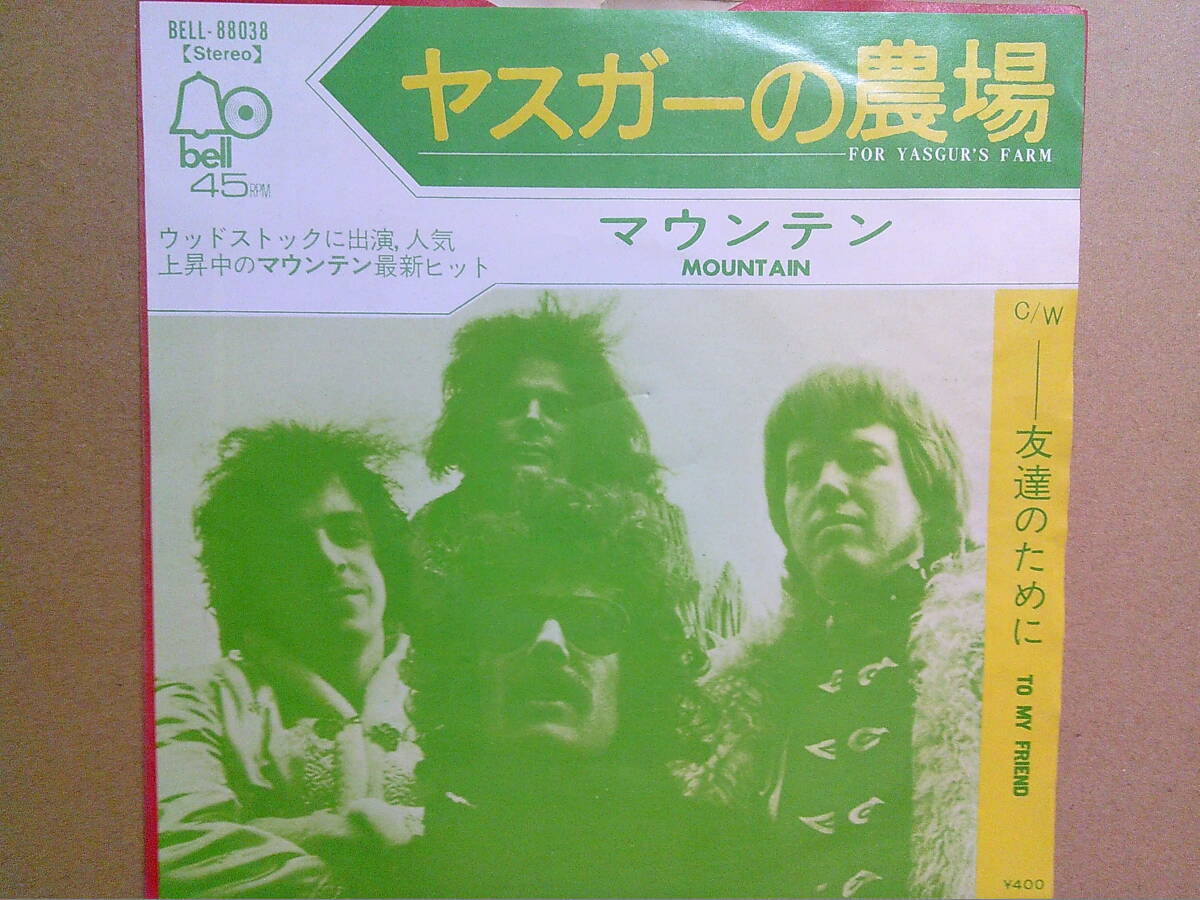 BELL-88038
【Stereo】
bell
45 RPM
ヤスガーの農場
FOR YASGUR'S FARM
マウンテン
MOUNTAIN
ウッドストックに出演, 人気
上昇中のマウンテン最新ヒット
C/W
友達のために TO MY FRIEND
¥400